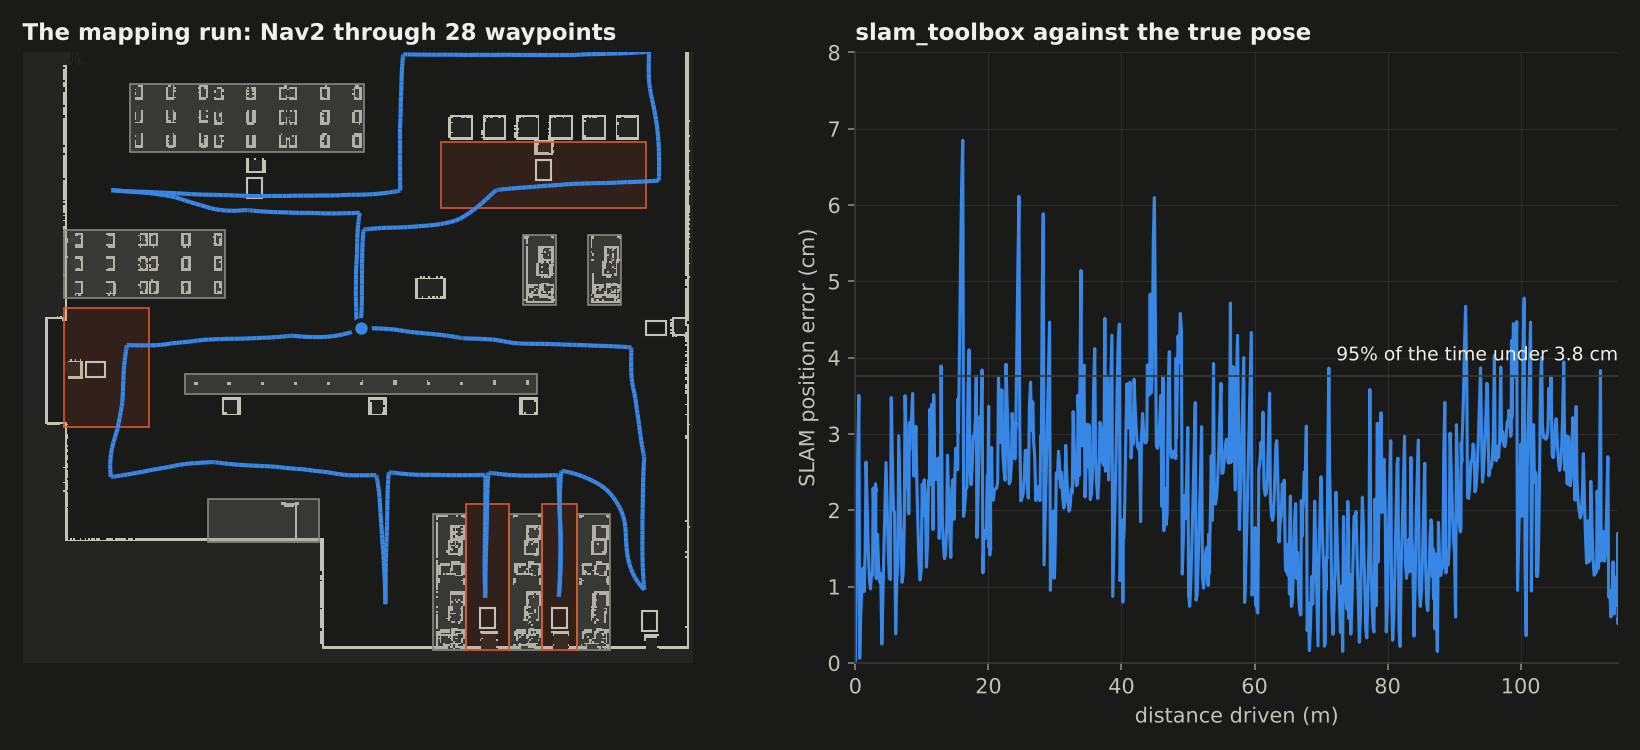 The mapping run: Nav2 through 28 waypoints
slam_toolbox against the true pose
8
7
6
5
4
3
2
1
0
SLAM position error (cm)
95% of the time under 3.8 cm
0 20 40 60 80 100
distance driven (m)